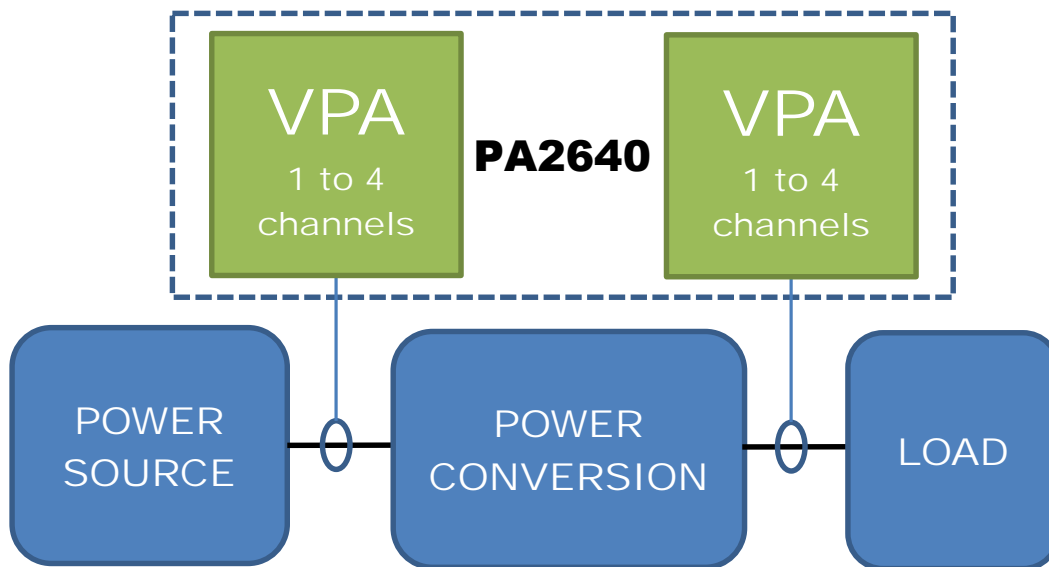 VPA
1 to 4
channels
PA2640
VPA
1 to 4
channels
POWER
SOURCE
POWER
CONVERSION
LOAD